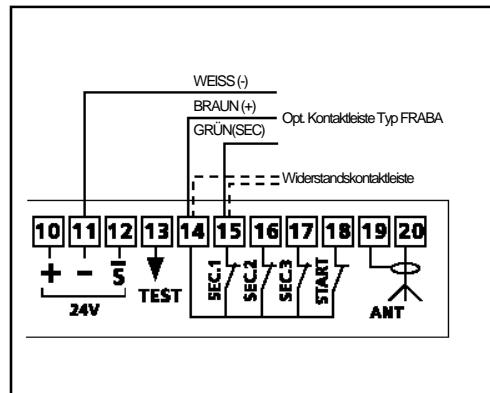 WEISS (-)
BRAUN (+)
GRÜN(SEC)
Opt. Kontaktleiste Typ FRABA
Widerstandskontaktleiste
10 11 12 13 14 15 16 17 18 19 20
+ - S̅
24V
TEST
SEC.1
SEC.2
SEC.3
START
ANT